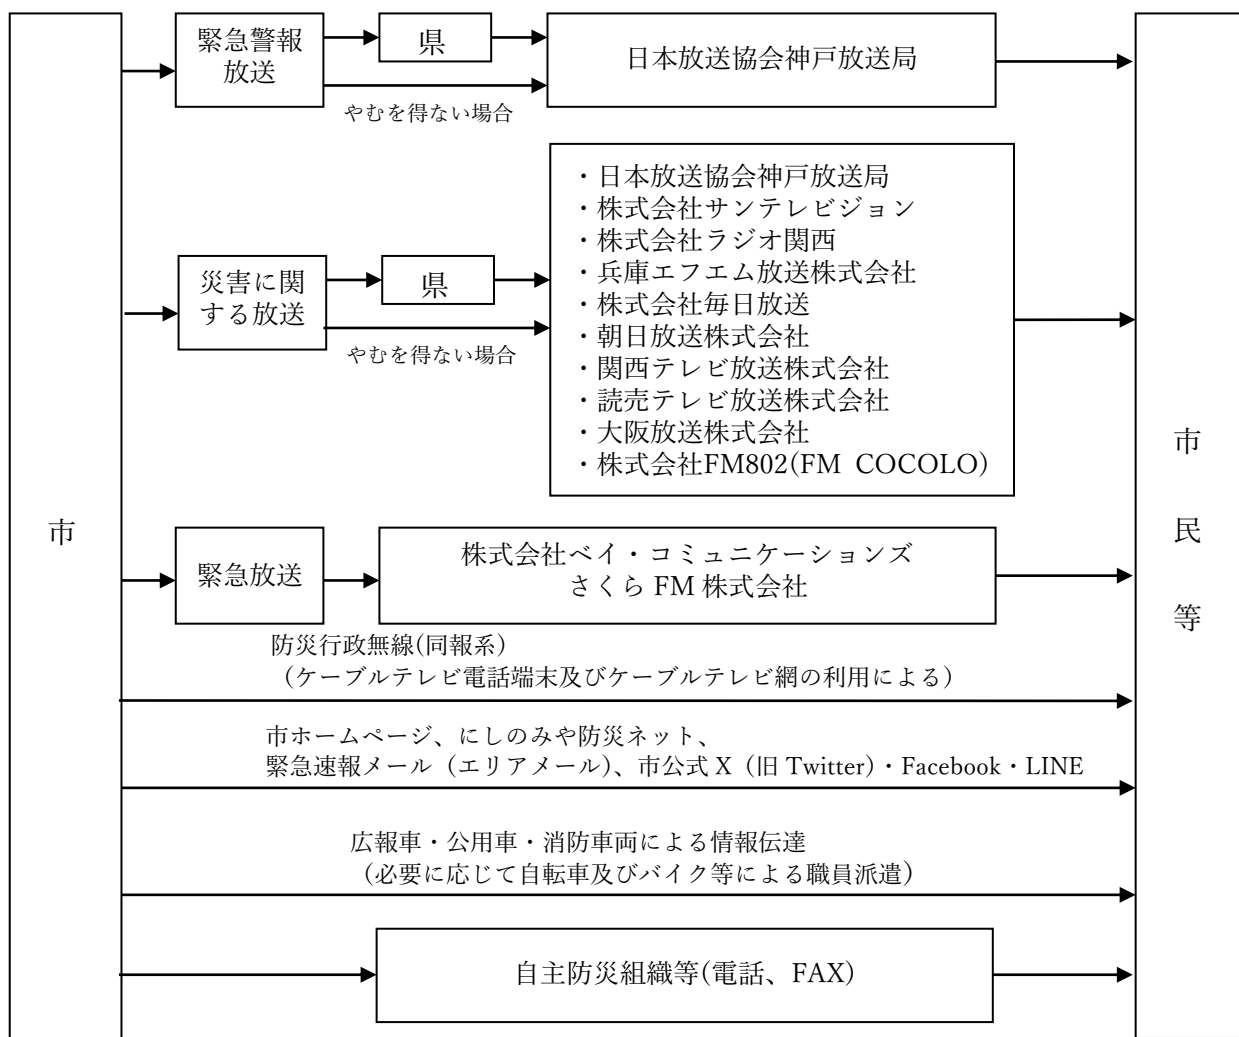 市
緊急警報
放送
県
やむを得ない場合
日本放送協会神戸放送局
災害に関
する放送
県
やむを得ない場合
・日本放送協会神戸放送局
・株式会社サンテレビジョン
・株式会社ラジオ関西
・兵庫エフエム放送株式会社
・株式会社毎日放送
・朝日放送株式会社
・関西テレビ放送株式会社
・読売テレビ放送株式会社
・大阪放送株式会社
・株式会社FM802(FM COCOLO)
緊急放送
株式会社ベイ・コミュニケーションズ
さくら FM 株式会社
防災行政無線(同報系)
（ケーブルテレビ電話端末及びケーブルテレビ網の利用による）
市ホームページ、にしのみや防災ネット、
緊急速報メール（エリアメール）、市公式 X（旧 Twitter）・Facebook・LINE
広報車・公用車・消防車両による情報伝達
（必要に応じて自転車及びバイク等による職員派遣）
自主防災組織等(電話、FAX)
市
民
等